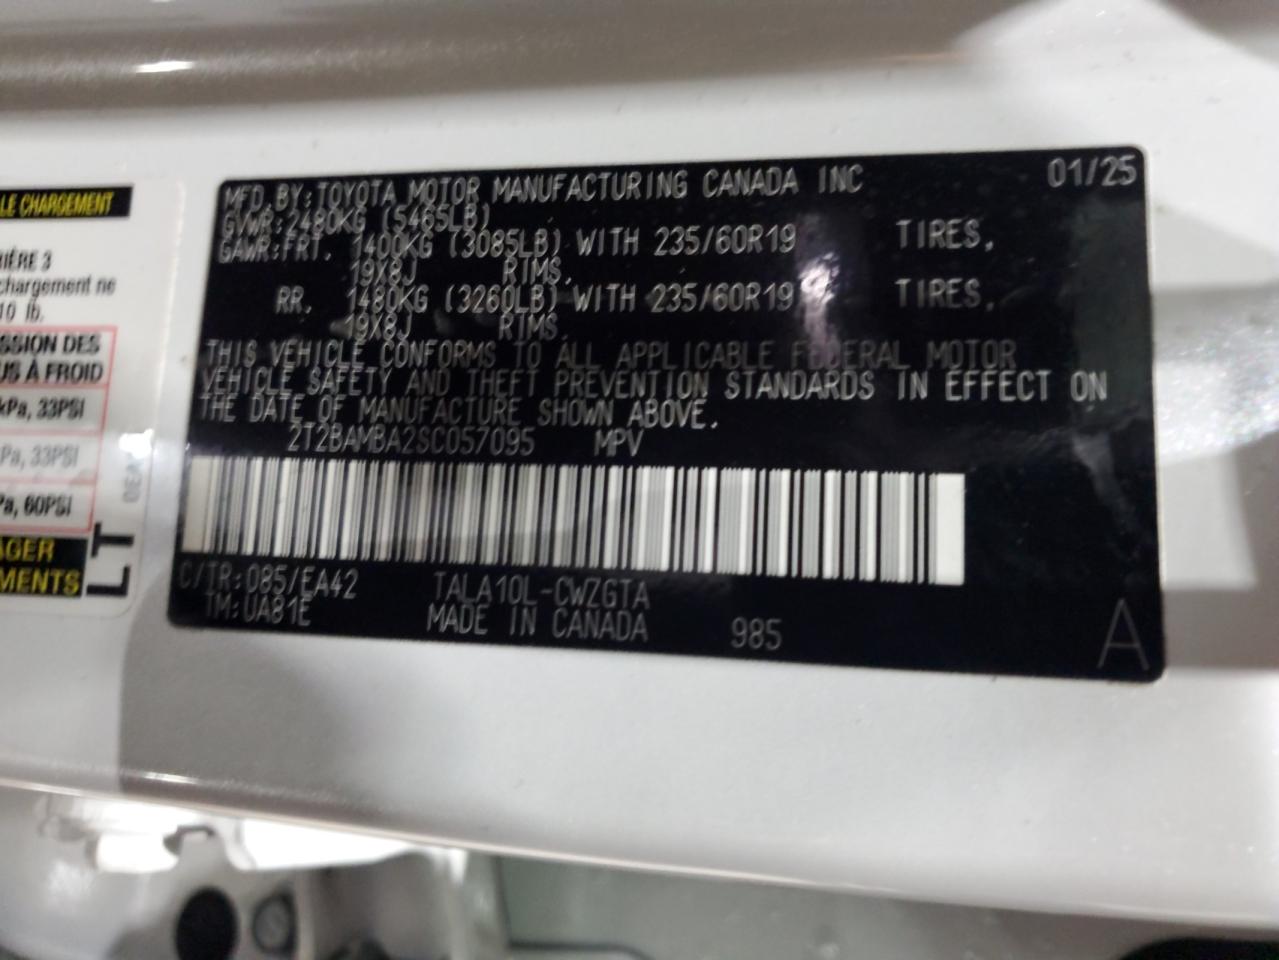 LE CHARGEMENT
IÈRE 3
chargement ne
10 lb.
SSION DES
US À FROID
kPa, 33PSI
Pa, 33PSI
Pa, 60PSI
AGER
EMENTS
LT
0EA
MFD.BY:TOYOTA MOTOR MANUFACTURING CANADA INC 01/25
GVWR:2480KG (5465LB)
GAWR:FRT. 1400KG (3085LB) WITH 235/60R19 TIRES,
19X8J RIMS.
RR. 1480KG (3260LB) WITH 235/60R19 TIRES,
19X8J RIMS.
THIS VEHICLE CONFORMS TO ALL APPLICABLE FEDERAL MOTOR
VEHICLE SAFETY AND THEFT PREVENTION STANDARDS IN EFFECT ON
THE DATE OF MANUFACTURE SHOWN ABOVE.
2T2BAMBA2SC057095 MPV
C/TR:085/EA42 TALA10L-CWZGTA
TM:UA81E MADE IN CANADA 985 A